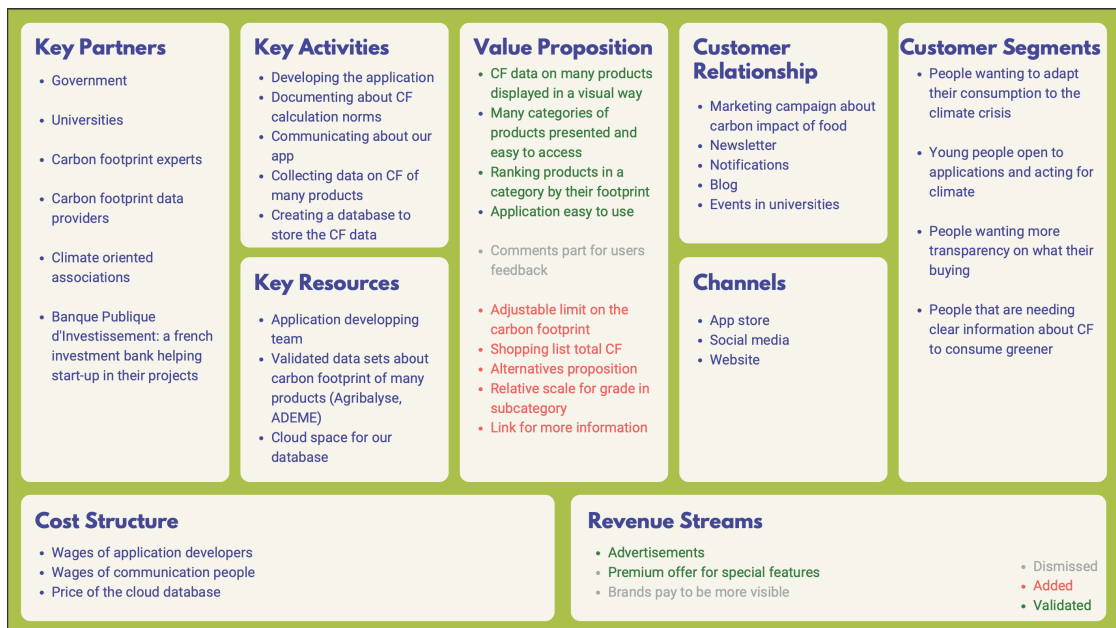 Key Partners
Government
Universities
Carbon footprint experts
Carbon footprint data
providers
Climate oriented
associations
Banque Publique
d'Investissement: a french
investment bank helping
start-up in their projects
Key Activities
Developing the application
Documenting about CF
calculation norms
Communicating about our
app
Collecting data on CF of
many products
Creating a database to
store the CF data
Key Resources
Application developping
team
Validated data sets about
carbon footprint of many
products (Agribalyse,
ADEME)
Cloud space for our
database
Value Proposition
CF data on many products
displayed in a visual way
Many categories of
products presented and
easy to access
Ranking products in a
category by their footprint
Application easy to use
Comments part for users
feedback
Adjustable limit on the
carbon footprint
Shopping list total CF
Alternatives proposition
Relative scale for grade in
subcategory
Link for more information
Customer
Relationship
Marketing campaign about
carbon impact of food
Newsletter
Notifications
Blog
Events in universities
Channels
App store
Social media
Website
Customer Segments
People wanting to adapt
their consumption to the
climate crisis
Young people open to
applications and acting for
climate
People wanting more
transparency on what their
buying
People that are needing
clear information about CF
to consume greener
Cost Structure
Wages of application developers
Wages of communication people
Price of the cloud database
Revenue Streams
Advertisements
Premium offer for special features
Brands pay to be more visible
Dismissed
Added
Validated